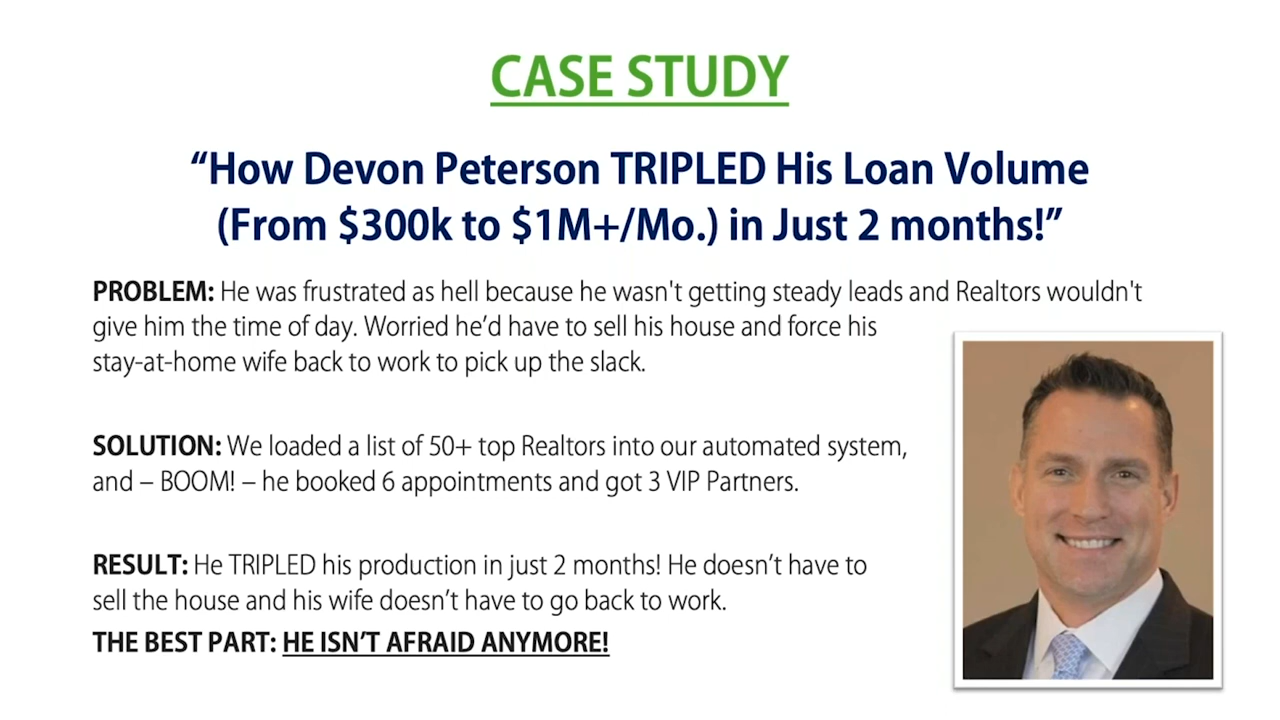 CASE STUDY
“How Devon Peterson TRIPLED His Loan Volume
(From $300k to $1M+/Mo.) in Just 2 months!”
PROBLEM: He was frustrated as hell because he wasn't getting steady leads and Realtors wouldn't
give him the time of day. Worried he’d have to sell his house and force his
stay-at-home wife back to work to pick up the slack.
SOLUTION: We loaded a list of 50+ top Realtors into our automated system,
and – BOOM! – he booked 6 appointments and got 3 VIP Partners.
RESULT: He TRIPLED his production in just 2 months! He doesn’t have to
sell the house and his wife doesn’t have to go back to work.
THE BEST PART: HE ISN’T AFRAID ANYMORE!